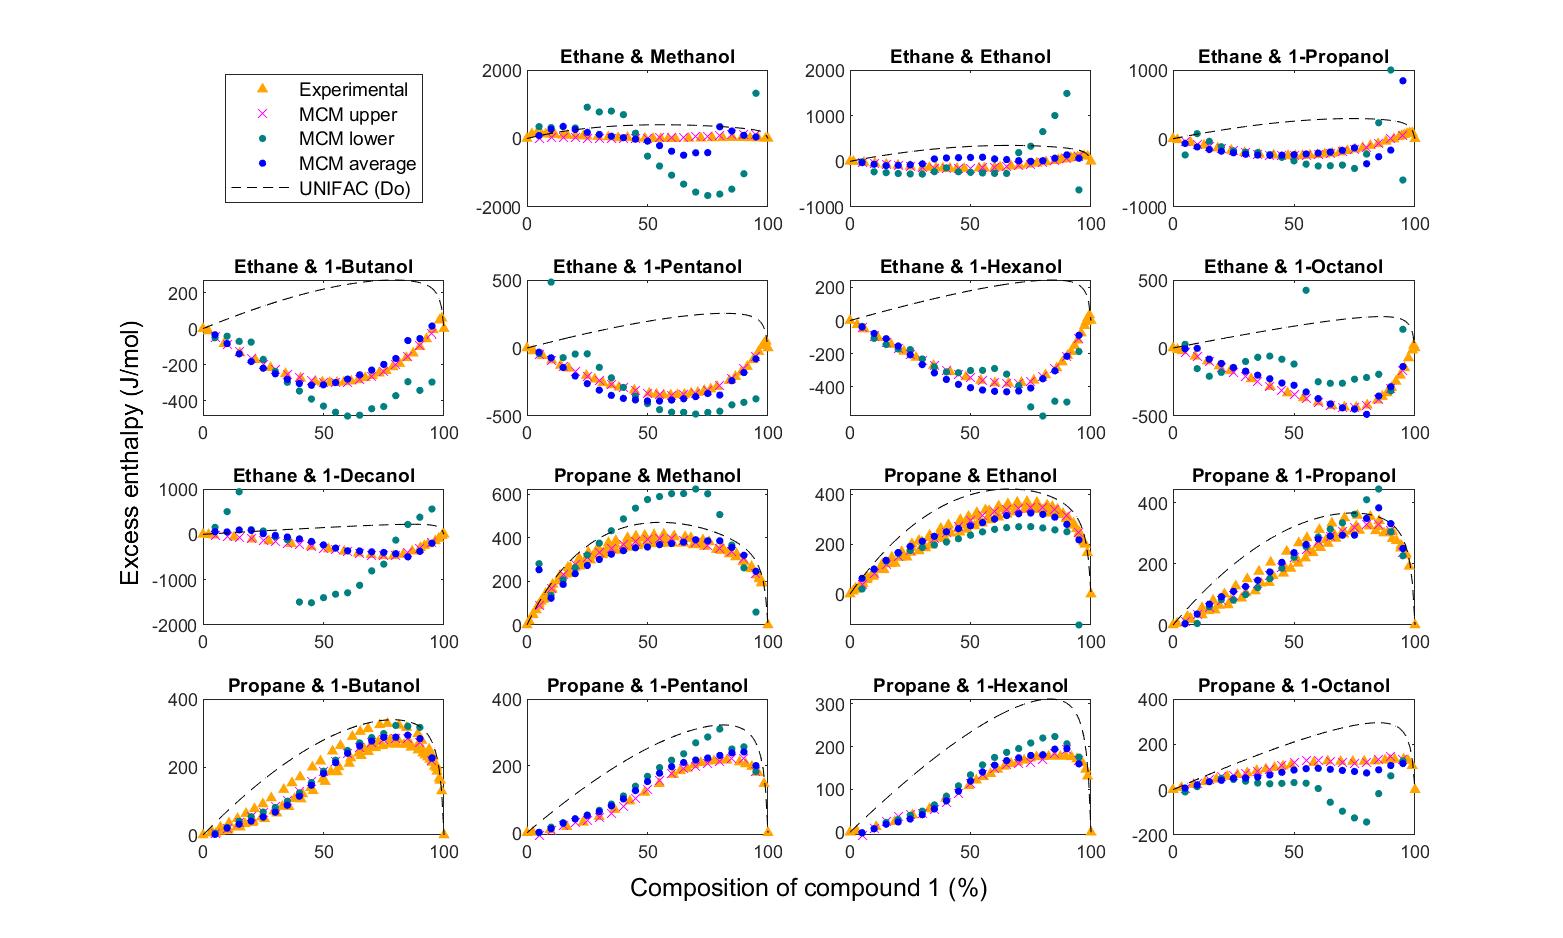 Experimental
MCM upper
MCM lower
MCM average
UNIFAC (Do)
Ethane & Methanol
2000
0
-2000
0 50 100
Ethane & Ethanol
2000
1000
0
-1000
0 50 100
Ethane & 1-Propanol
1000
0
-1000
0 50 100
Ethane & 1-Butanol
200
0
-200
-400
0 50 100
Ethane & 1-Pentanol
500
0
-500
0 50 100
Ethane & 1-Hexanol
200
0
-200
-400
0 50 100
Ethane & 1-Octanol
500
0
-500
0 50 100
Ethane & 1-Decanol
1000
0
-1000
-2000
0 50 100
Propane & Methanol
600
400
200
0
0 50 100
Propane & Ethanol
400
200
0
0 50 100
Propane & 1-Propanol
400
200
0
0 50 100
Propane & 1-Butanol
400
200
0
0 50 100
Propane & 1-Pentanol
400
200
0
0 50 100
Propane & 1-Hexanol
300
200
100
0
0 50 100
Propane & 1-Octanol
400
200
0
-200
0 50 100
Excess enthalpy (J/mol)
Composition of compound 1 (%)